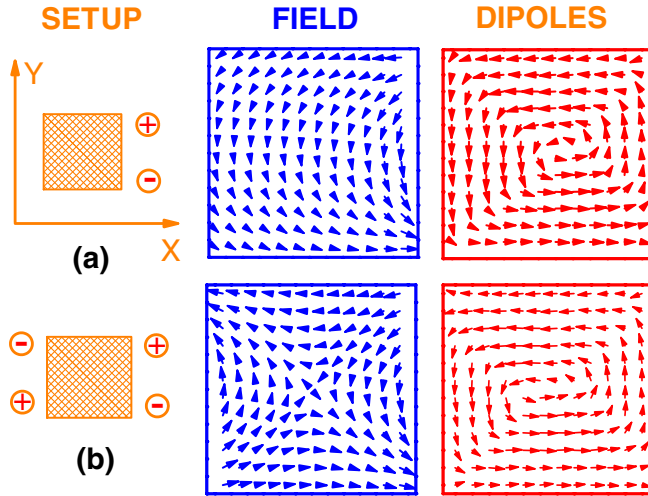 SETUP FIELD DIPOLES
Y
+
-
X
(a)
- +
+ -
(b)